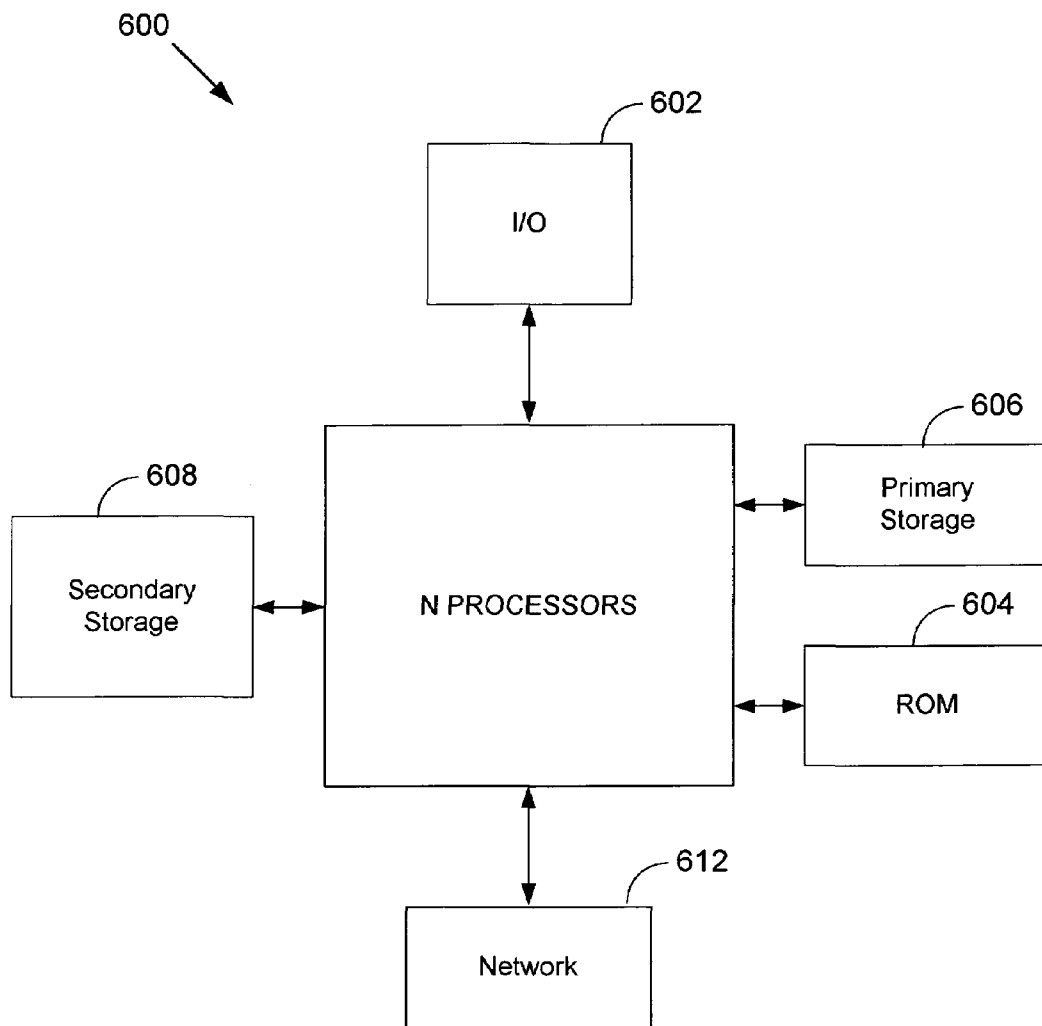 600
602
I/O
606
Primary
Storage
608
Secondary
Storage
N PROCESSORS
604
ROM
612
Network